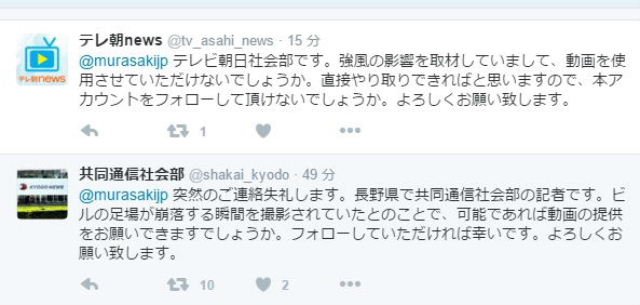 テレ朝news @tv_asahi_news・15 分
@murasakijp テレビ朝日社会部です。強風の影響を取材していまして、動画を使
用させていただけないでしょうか。直接やり取りできればと思いますので、本ア
カウントをフォローして頂けないでしょうか。よろしくお願い致します。
テレ朝news
1
共同通信社会部 @shakai_kyodo・49 分
KYODO NEWS
@murasakijp 突然のご連絡失礼します。長野県で共同通信社会部の記者です。ビ
ルの足場が崩落する瞬間を撮影されていたとのことで、可能であれば動画の提供
をお願いできますでしょうか。フォローしていただければ幸いです。よろしくお
願い致します。
10 2